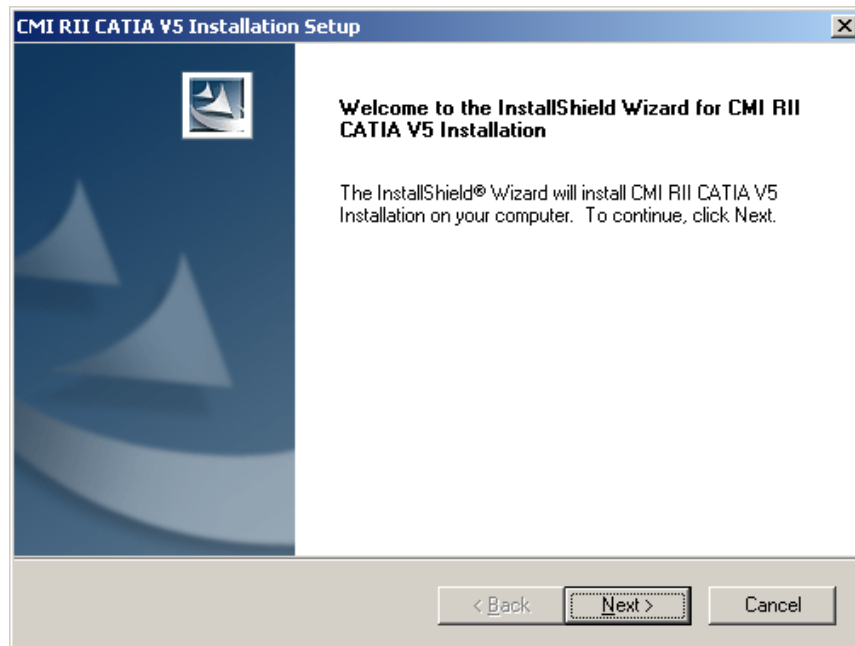 CMI RII CATIA V5 Installation Setup
Welcome to the InstallShield Wizard for CMI RII
CATIA V5 Installation
The InstallShield® Wizard will install CMI RII CATIA V5
Installation on your computer.  To continue, click Next.
< Back
Next >
Cancel